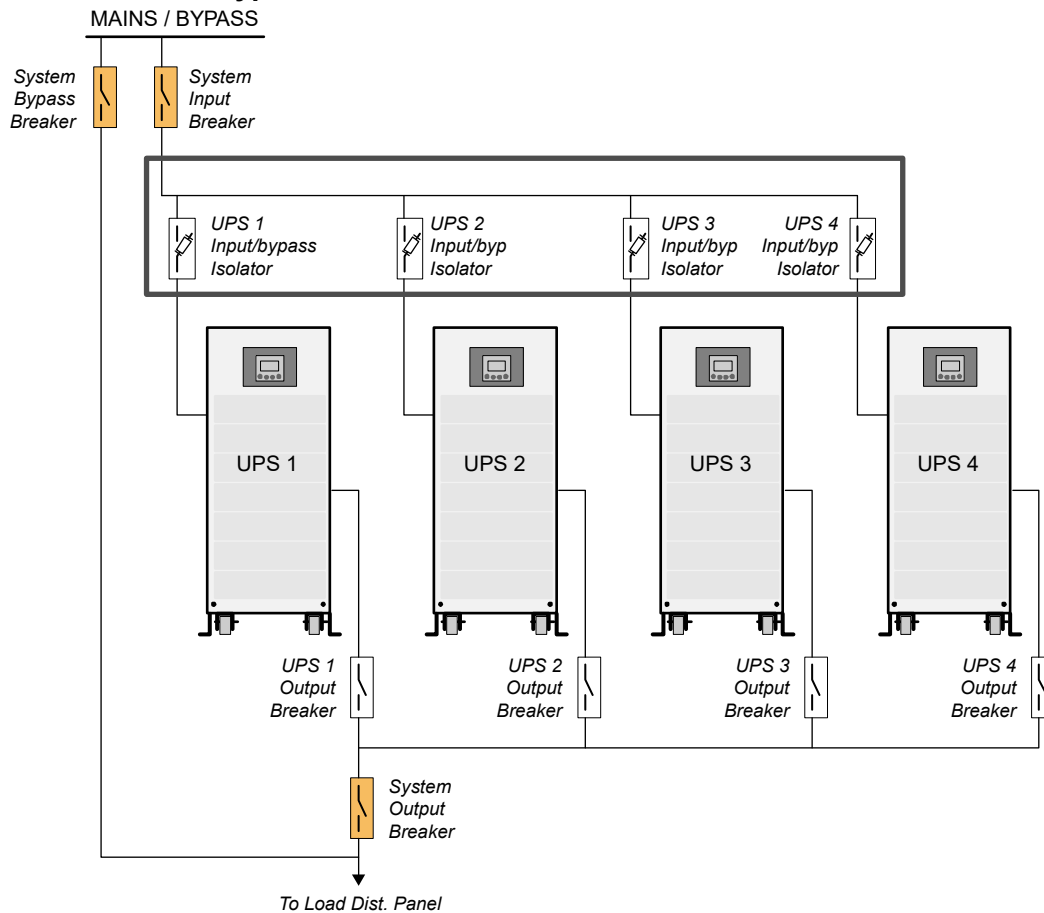 MAINS / BYPASS
System
Bypass
Breaker
System
Input
Breaker
UPS 1
Input/bypass
Isolator
UPS 2
Input/byp
Isolator
UPS 3
Input/byp
Isolator
UPS 4
Input/byp
Isolator
UPS 1
UPS 2
UPS 3
UPS 4
UPS 1
Output
Breaker
UPS 2
Output
Breaker
UPS 3
Output
Breaker
UPS 4
Output
Breaker
System
Output
Breaker
To Load Dist. Panel